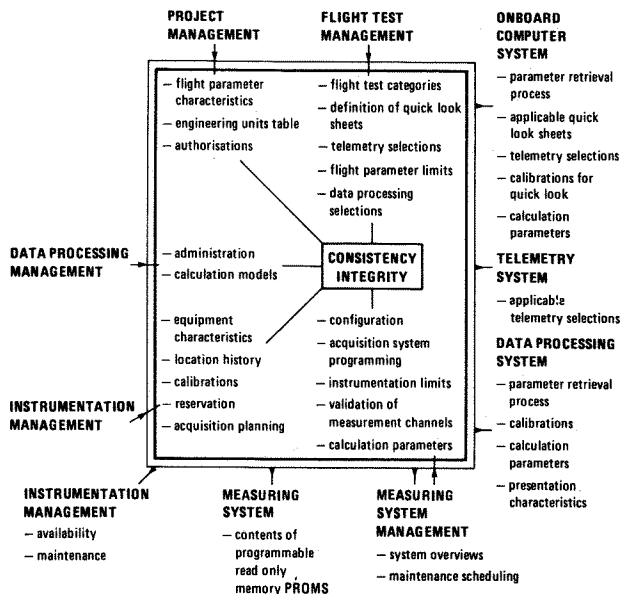 PROJECT
MANAGEMENT
FLIGHT TEST
MANAGEMENT
ONBOARD
COMPUTER
SYSTEM
– parameter retrieval
process
– applicable quick
look sheets
– telemetry selections
– calibrations for
quick look
– calculation
parameters
– flight parameter
characteristics
– engineering units table
– authorisations
– flight test categories
– definition of quick look
sheets
– telemetry selections
– flight parameter limits
– data processing
selections
DATA PROCESSING
MANAGEMENT
– administration
– calculation models
CONSISTENCY
INTEGRITY
TELEMETRY
SYSTEM
– applicable
telemetry selections
– equipment
characteristics
– location history
– calibrations
– reservation
– acquisition planning
– configuration
– acquisition system
programming
– instrumentation limits
– validation of
measurement channels
– calculation parameters
DATA PROCESSING
SYSTEM
– parameter retrieval
process
– calibrations
– calculation
parameters
– presentation
characteristics
INSTRUMENTATION
MANAGEMENT
INSTRUMENTATION
MANAGEMENT
– availability
– maintenance
MEASURING
SYSTEM
– contents of
programmable
read only
memory PROMS
MEASURING
SYSTEM
MANAGEMENT
– system overviews
– maintenance scheduling